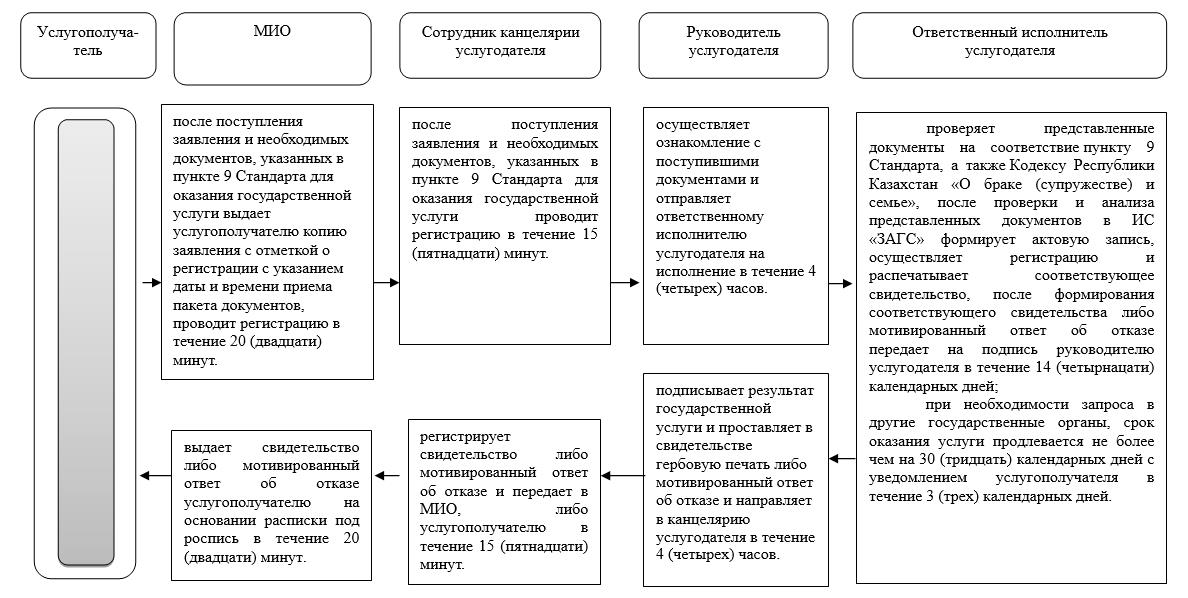 Услугополуча-
тель
МИО
Сотрудник канцелярии
услугодателя
Руководитель
услугодателя
Ответственный исполнитель
услугодателя
после поступления
заявления и необходимых
документов, указанных в
пункте 9 Стандарта для
оказания государственной
услуги выдает
услугополучателю копию
заявления с отметкой о
регистрации с указанием
даты и времени приема
пакета документов,
проводит регистрацию в
течение 20 (двадцати)
минут.
после поступления
заявления и необходимых
документов, указанных в
пункте 9 Стандарта для
оказания государственной
услуги проводит
регистрацию в течение 15
(пятнадцати) минут.
осуществляет
ознакомление с
поступившими
документами и
отправляет
ответственному
исполнителю
услугодателя на
исполнение в течение 4
(четырех) часов.
проверяет представленные
документы на соответствие пункту 9
Стандарта, а также Кодексу Республики
Казахстан «О браке (супружестве) и
семье», после проверки и анализа
представленных документов в ИС
«ЗАГС» формирует актовую запись,
осуществляет регистрацию и
распечатывает соответствующее
свидетельство, после формирования
соответствующего свидетельства либо
мотивированный ответ об отказе
передает на подпись руководителю
услугодателя в течение 14 (четырнацати)
календарных дней;
при необходимости запроса в
другие государственные органы, срок
оказания услуги продлевается не более
чем на 30 (тридцать) календарных дней с
уведомлением услугополучателя в
течение 3 (трех) календарных дней.
подписывает результат
государственной
услуги и проставляет в
свидетельстве
гербовую печать либо
мотивированный ответ
об отказе и направляет
в канцелярию
услугодателя в течение
4 (четырех) часов.
регистрирует
свидетельство либо
мотивированный ответ
об отказе и передает в
МИО, либо
услугополучателю в
течение 15 (пятнадцати)
минут.
выдает свидетельство
либо мотивированный
ответ об отказе
услугополучателю на
основании расписки под
роспись в течение 20
(двадцати) минут.